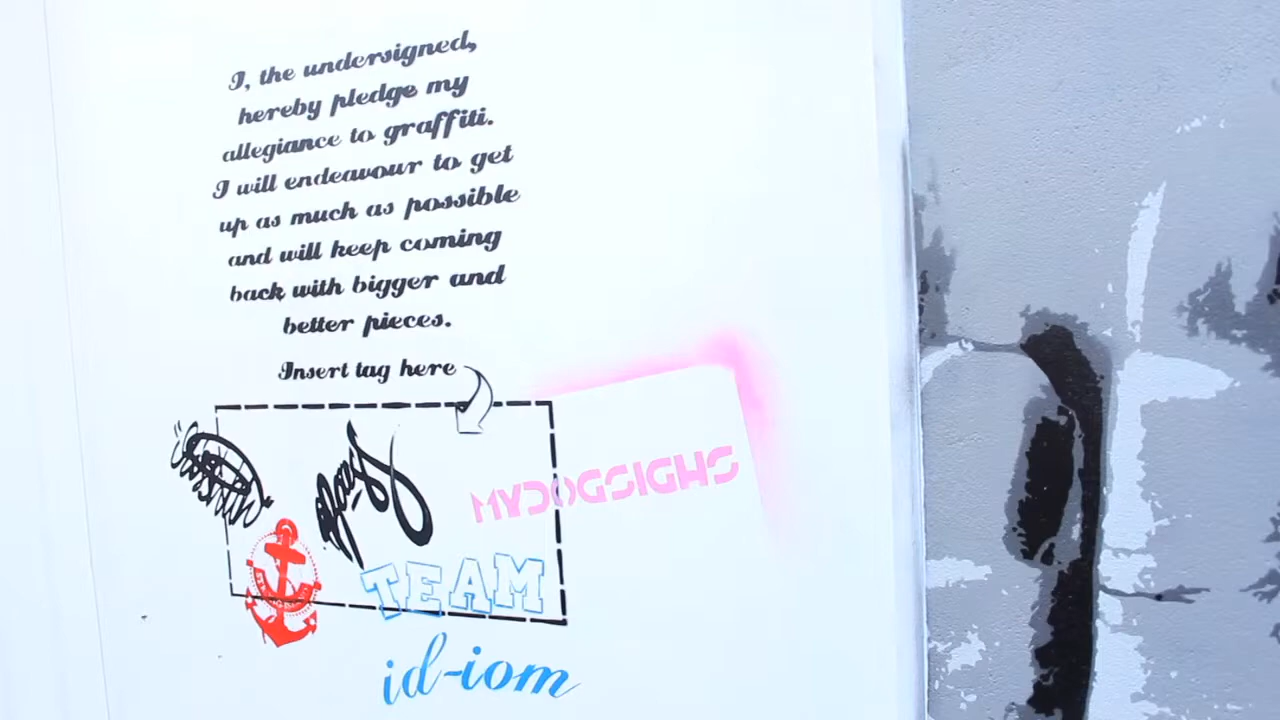 I, the undersigned,
hereby pledge my
allegiance to graffiti.
I will endeavour to get
up as much as possible
and will keep coming
back with bigger and
better pieces.
Insert tag here
MYDOGSIGHS
TEAM
id-iom